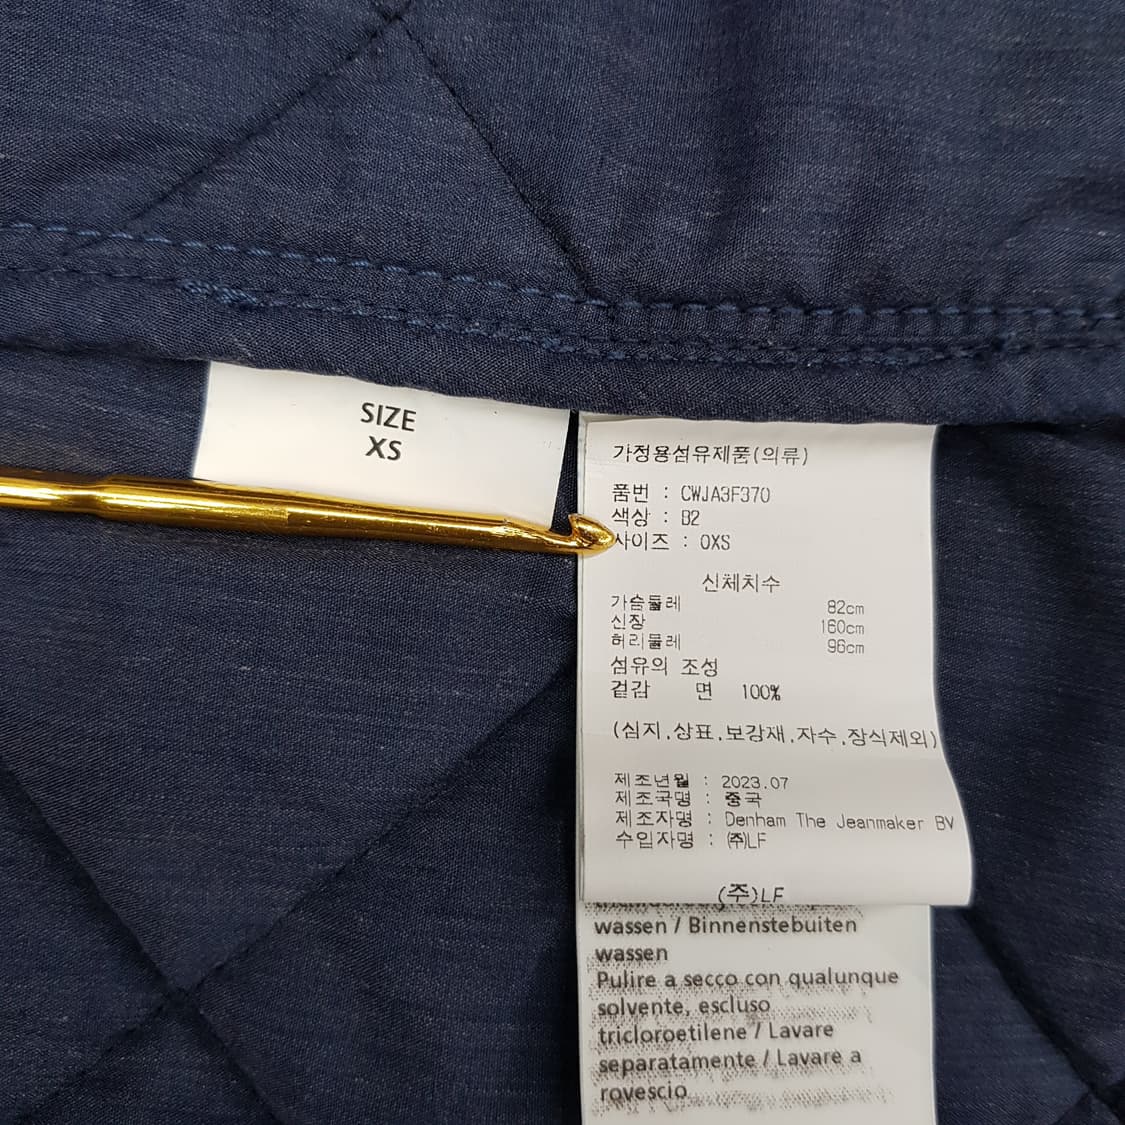 SIZE
XS
가정용섬유제품(의류)
품번 : CWJA3F370
색상 : B2
사이즈 : 0XS
신체치수
가슴둘레 82cm
신장 160cm
허리둘레 96cm
섬유의 조성
겉감 면 100%
(심지,상표,보강재,자수,장식제외)
제조년월 : 2023.07
제조국명 : 중국
제조자명 : Denham The Jeanmaker BV
수입자명 : ㈜LF
(주)LF
wassen / Binnenstebuiten
wassen
Pulire a secco con qualunque
solvente, escluso
tricloroetilene / Lavare
separatamente / Lavare a
rovescio